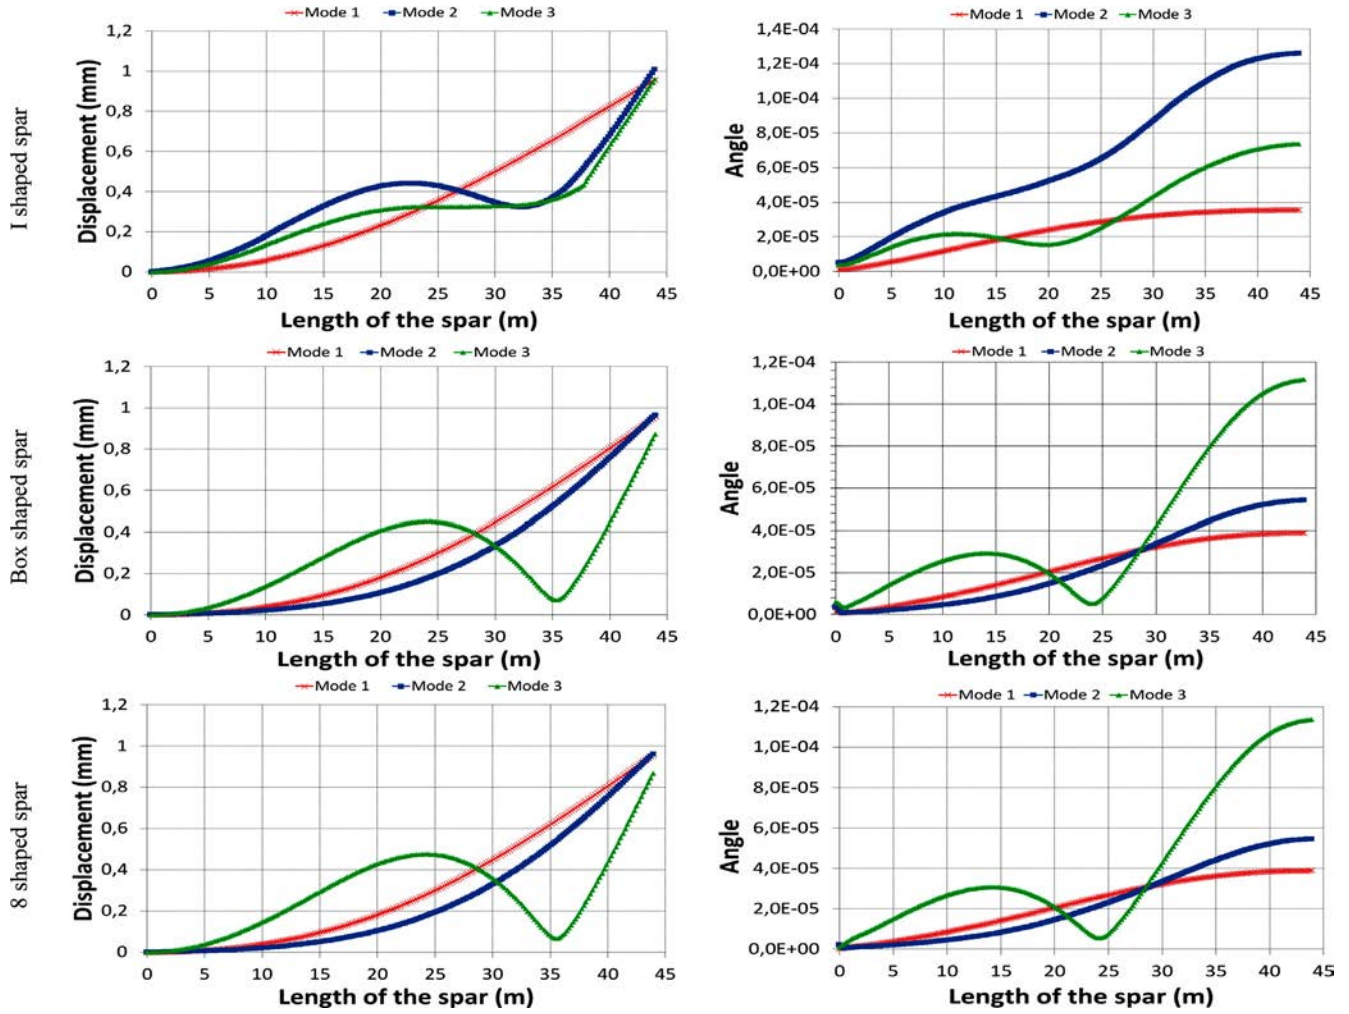 I shaped spar
Mode 1 Mode 2 Mode 3
Displacement (mm)
1,2
1
0,8
0,6
0,4
0,2
0
0 5 10 15 20 25 30 35 40 45
Length of the spar (m)
Mode 1 Mode 2 Mode 3
Angle
1,4E-04
1,2E-04
1,0E-04
8,0E-05
6,0E-05
4,0E-05
2,0E-05
0,0E+00
0 5 10 15 20 25 30 35 40 45
Length of the spar (m)
Box shaped spar
Mode 1 Mode 2 Mode 3
Displacement (mm)
1,2
1
0,8
0,6
0,4
0,2
0
0 5 10 15 20 25 30 35 40 45
Length of the spar (m)
Mode 1 Mode 2 Mode 3
Angle
1,2E-04
1,0E-04
8,0E-05
6,0E-05
4,0E-05
2,0E-05
0,0E+00
0 5 10 15 20 25 30 35 40 45
Length of the spar (m)
8 shaped spar
Mode 1 Mode 2 Mode 3
Displacement (mm)
1,2
1
0,8
0,6
0,4
0,2
0
0 5 10 15 20 25 30 35 40 45
Length of the spar (m)
Mode 1 Mode 2 Mode 3
Angle
1,2E-04
1,0E-04
8,0E-05
6,0E-05
4,0E-05
2,0E-05
0,0E+00
0 5 10 15 20 25 30 35 40 45
Length of the spar (m)